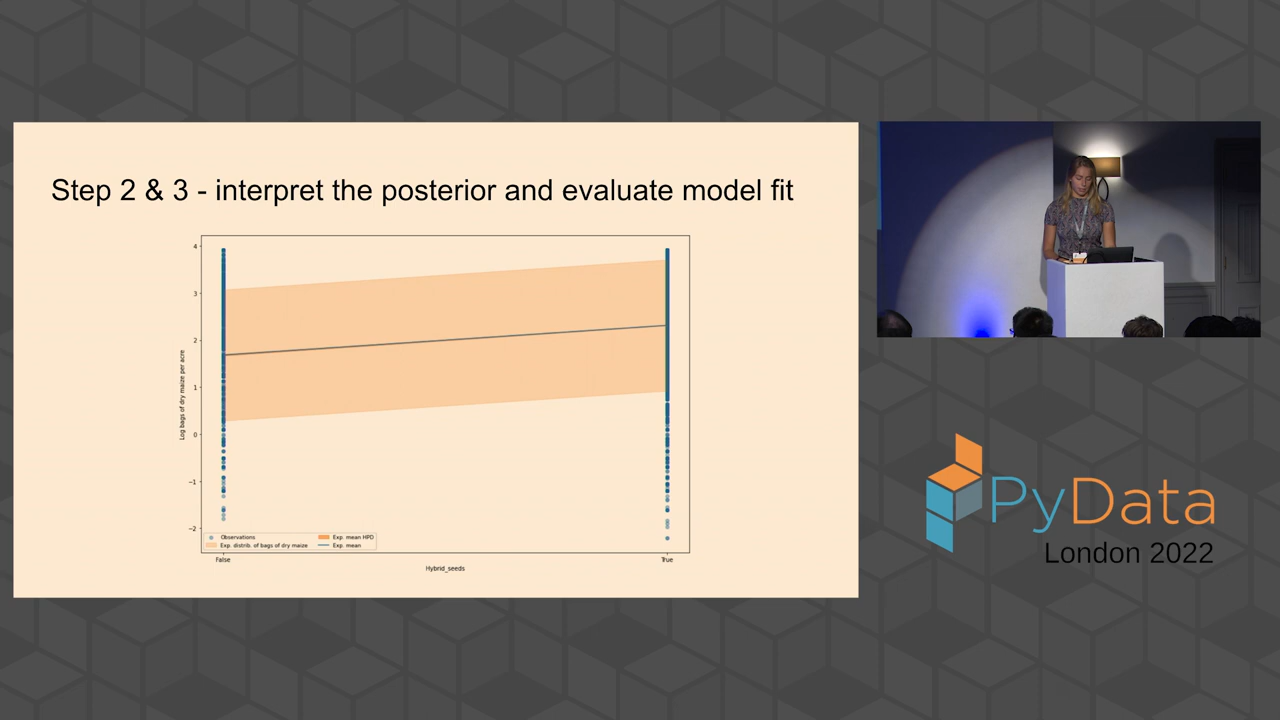 Step 2 & 3 - interpret the posterior and evaluate model fit
4
3
2
1
0
−1
−2
Log bags of dry maize per acre
Observations
Exp. distrib. of bags of dry maize
Exp. mean HPD
Exp. mean
False
True
Hybrid_seeds
PyData
London 2022